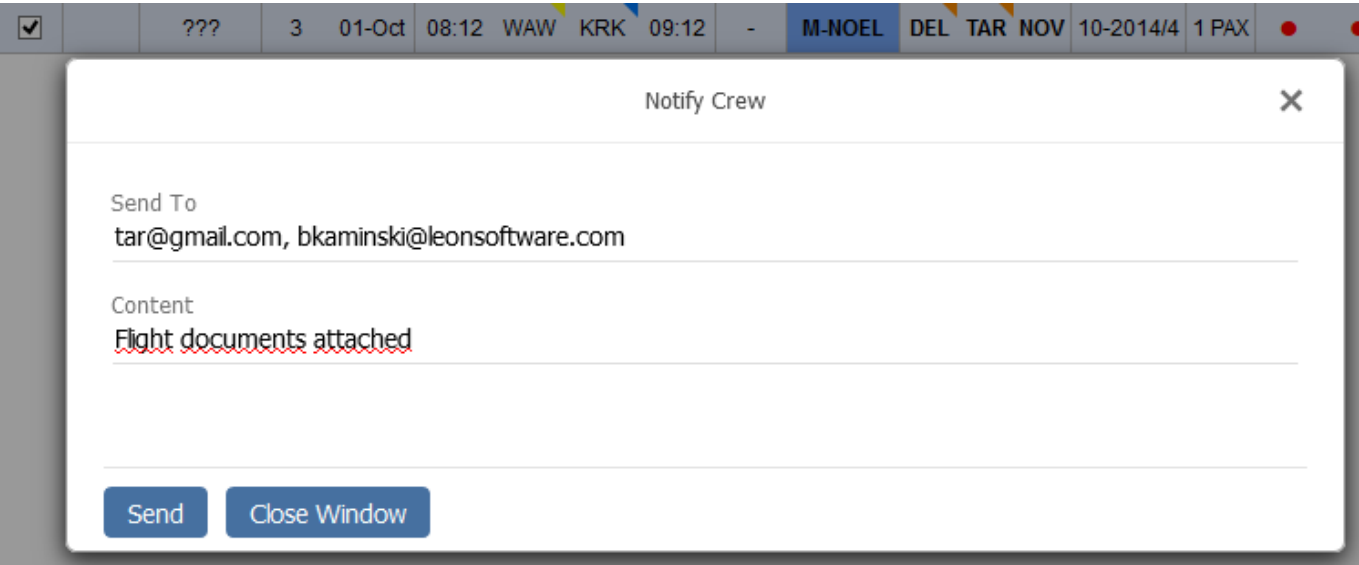 ??? 3 01-Oct 08:12 WAW KRK 09:12 - M-NOEL DEL TAR NOV 10-2014/4 1 PAX
Notify Crew
Send To
tar@gmail.com, bkaminski@leonsoftware.com
Content
Flight documents attached
Send Close Window